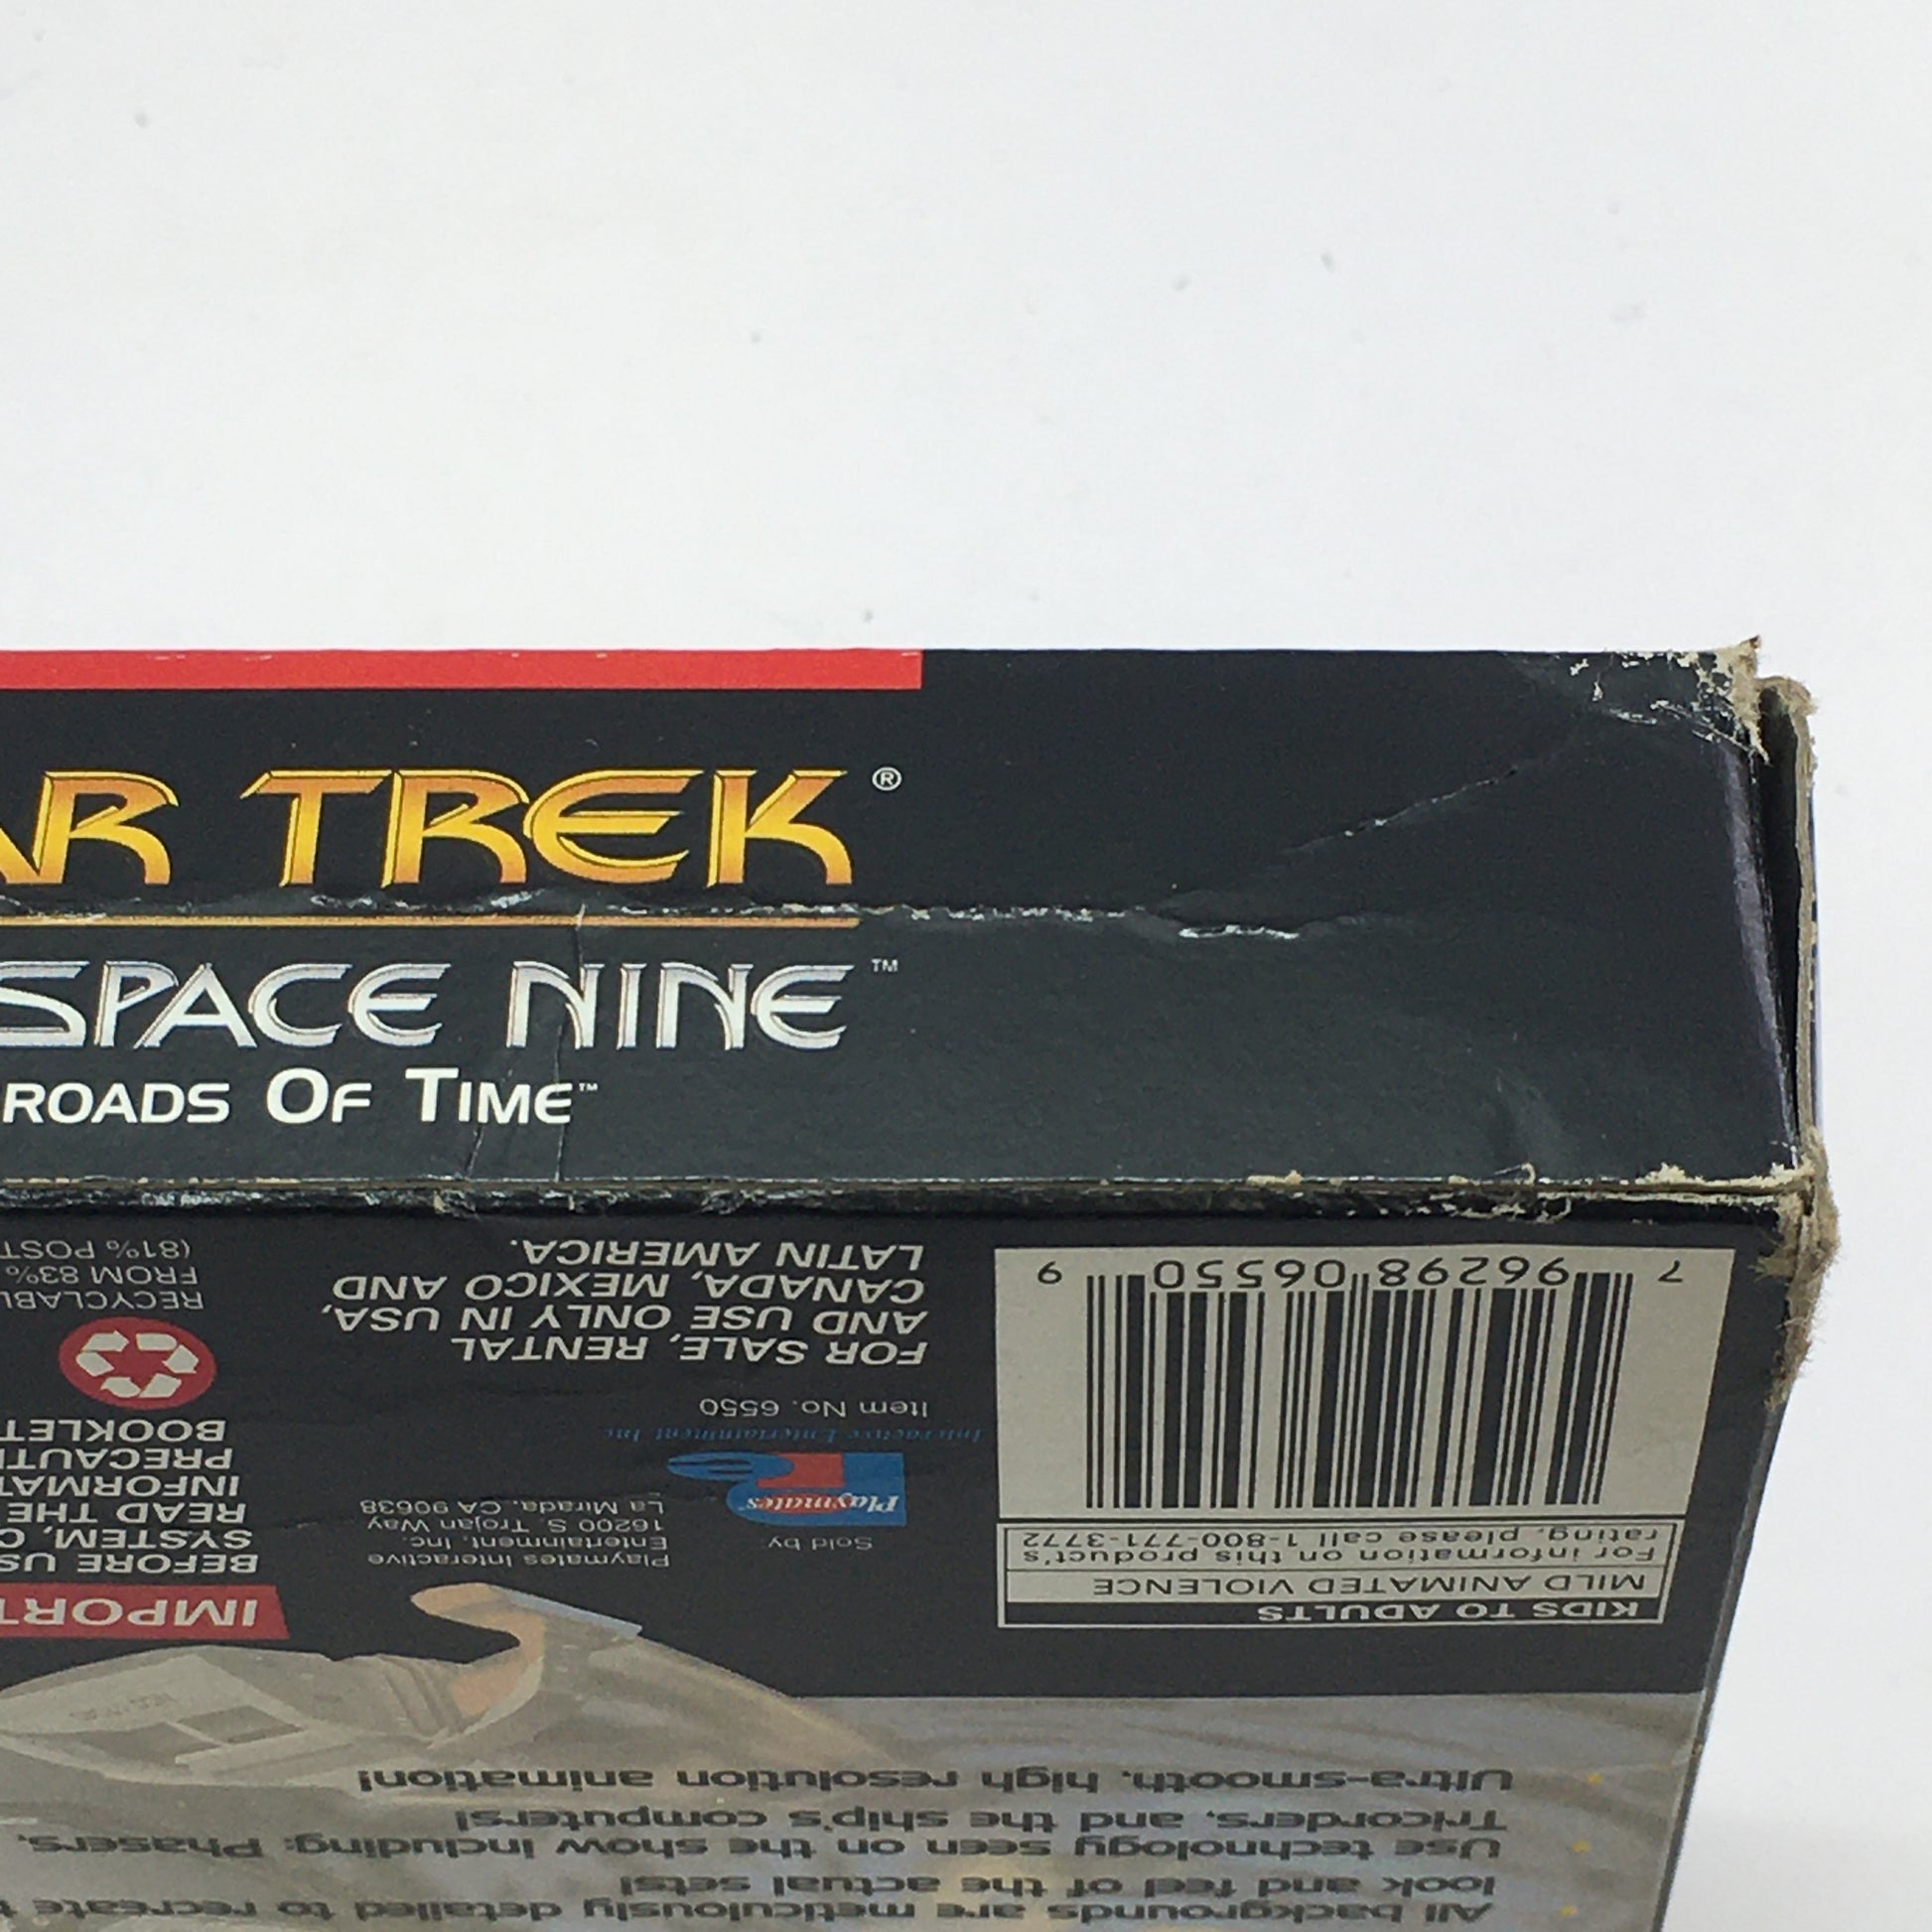 AR TREK®
SPACE NINE™
ROADS OF TIME™
All backgrounds are meticulously detailed to recreate
look and feel of the actual sets!
Use technology seen on the show including: Phasers,
Tricorders, and the ship's computers!
Ultra-smooth, high resolution animation!
KIDS TO ADULTS
MILD ANIMATED VIOLENCE
For information on this product's
rating, please call 1-800-771-3772
7 96298 06550 9
Sold by:
Playmates
Interactive Entertainment Inc
Playmates Interactive
Entertainment, Inc.
16200 S. Trojan Way
La Mirada, CA 90638
Item No. 6550
FOR SALE, RENTAL
AND USE ONLY IN USA,
CANADA, MEXICO AND
LATIN AMERICA.
IMPORT
BEFORE US
SYSTEM, C
READ THE
INFORMAT
PRECAUTI
BOOKLET
RECYCLABL
FROM 83%
(81% POST